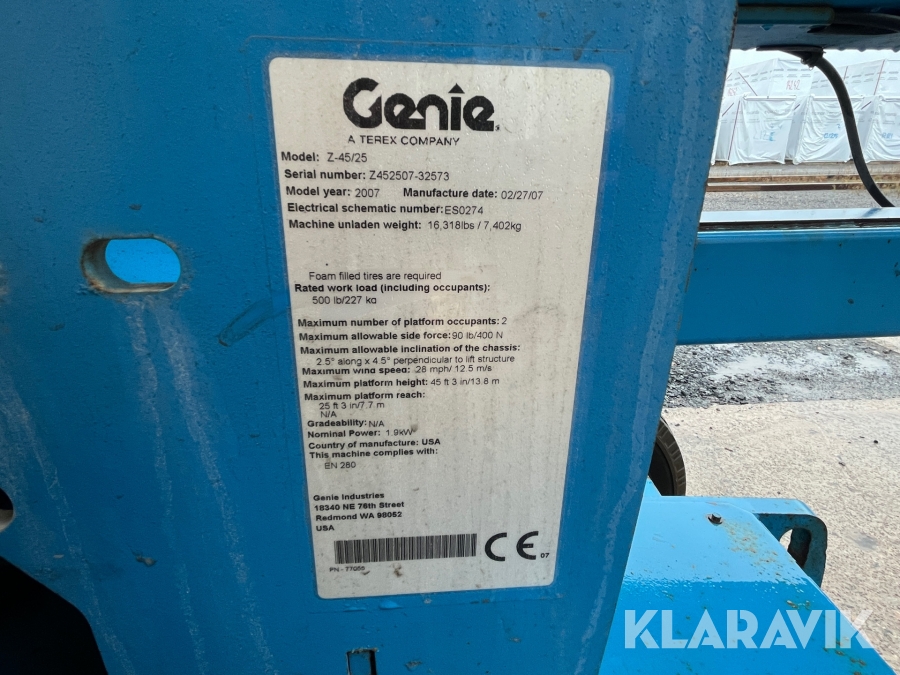 Genie
A TEREX COMPANY
Model: Z-45/25
Serial number: Z452507-32573
Model year: 2007 Manufacture date: 02/27/07
Electrical schematic number: ES0274
Machine unladen weight: 16,318lbs / 7,402kg
Foam filled tires are required
Rated work load (including occupants):
500 lb/227 kg
Maximum number of platform occupants: 2
Maximum allowable side force: 90 lb/400 N
Maximum allowable inclination of the chassis:
2.5° along x 4.5° perpendicular to lift structure
Maximum wind speed: 28 mph/ 12.5 m/s
Maximum platform height: 45 ft 3 in/13.8 m
Maximum platform reach:
25 ft 3 in/7.7 m
N/A
Gradeability: N/A
Nominal Power: 1.9kW
Country of manufacture: USA
This machine complies with:
EN 280
Genie Industries
18340 NE 76th Street
Redmond WA 98052
USA
CE 07
PN - 77055
KLARAVIK